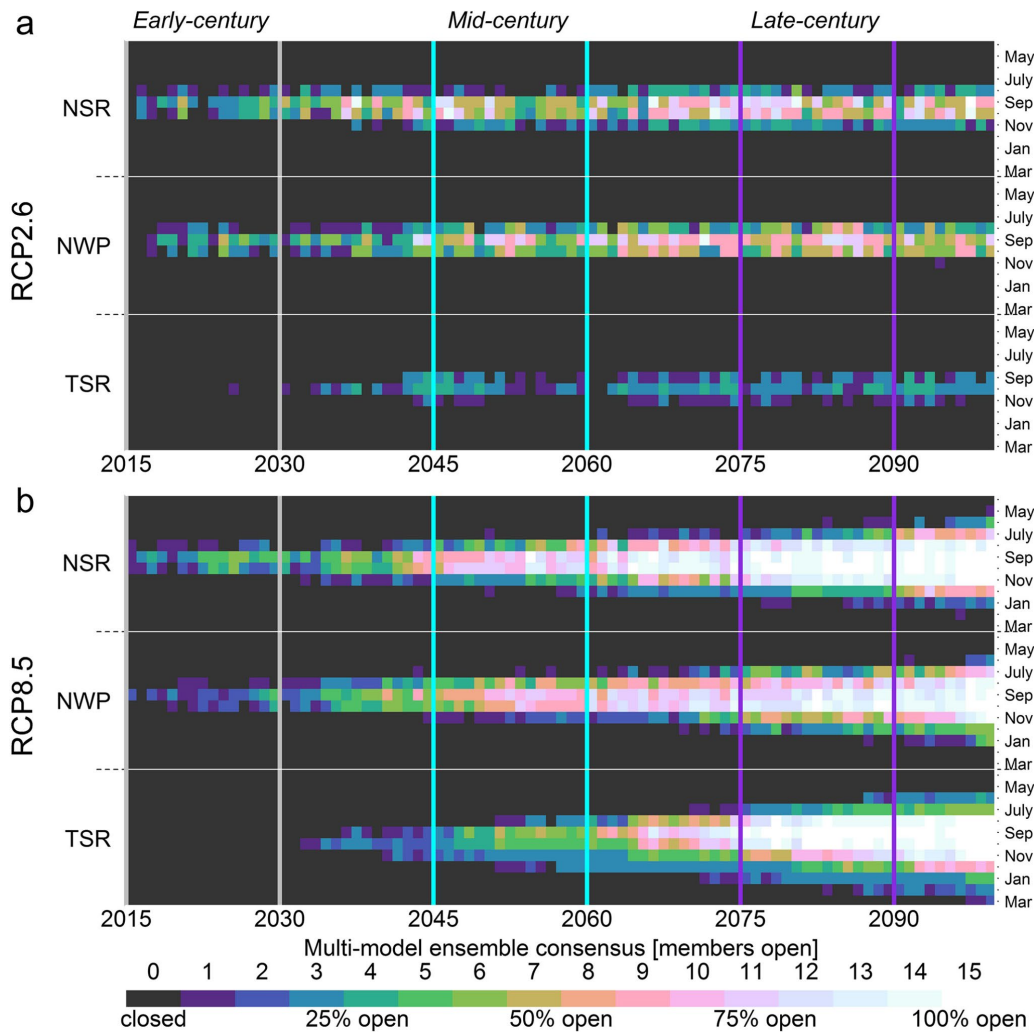 Early-century Mid-century Late-century
a
RCP2.6
NSR
May
July
Sep
Nov
Jan
Mar
NWP
May
July
Sep
Nov
Jan
Mar
TSR
May
July
Sep
Nov
Jan
Mar
2015 2030 2045 2060 2075 2090
b
RCP8.5
NSR
May
July
Sep
Nov
Jan
Mar
NWP
May
July
Sep
Nov
Jan
Mar
TSR
May
July
Sep
Nov
Jan
Mar
2015 2030 2045 2060 2075 2090
Multi-model ensemble consensus [members open]
0 1 2 3 4 5 6 7 8 9 10 11 12 13 14 15
closed 25% open 50% open 75% open 100% open